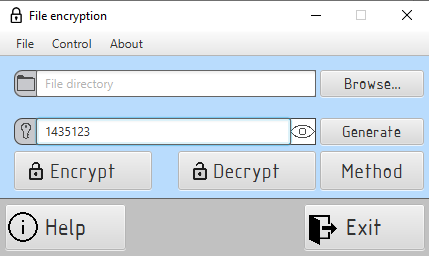 File encryption
File Control About
File directory Browse...
1435123 Generate
Encrypt Decrypt Method
Help Exit